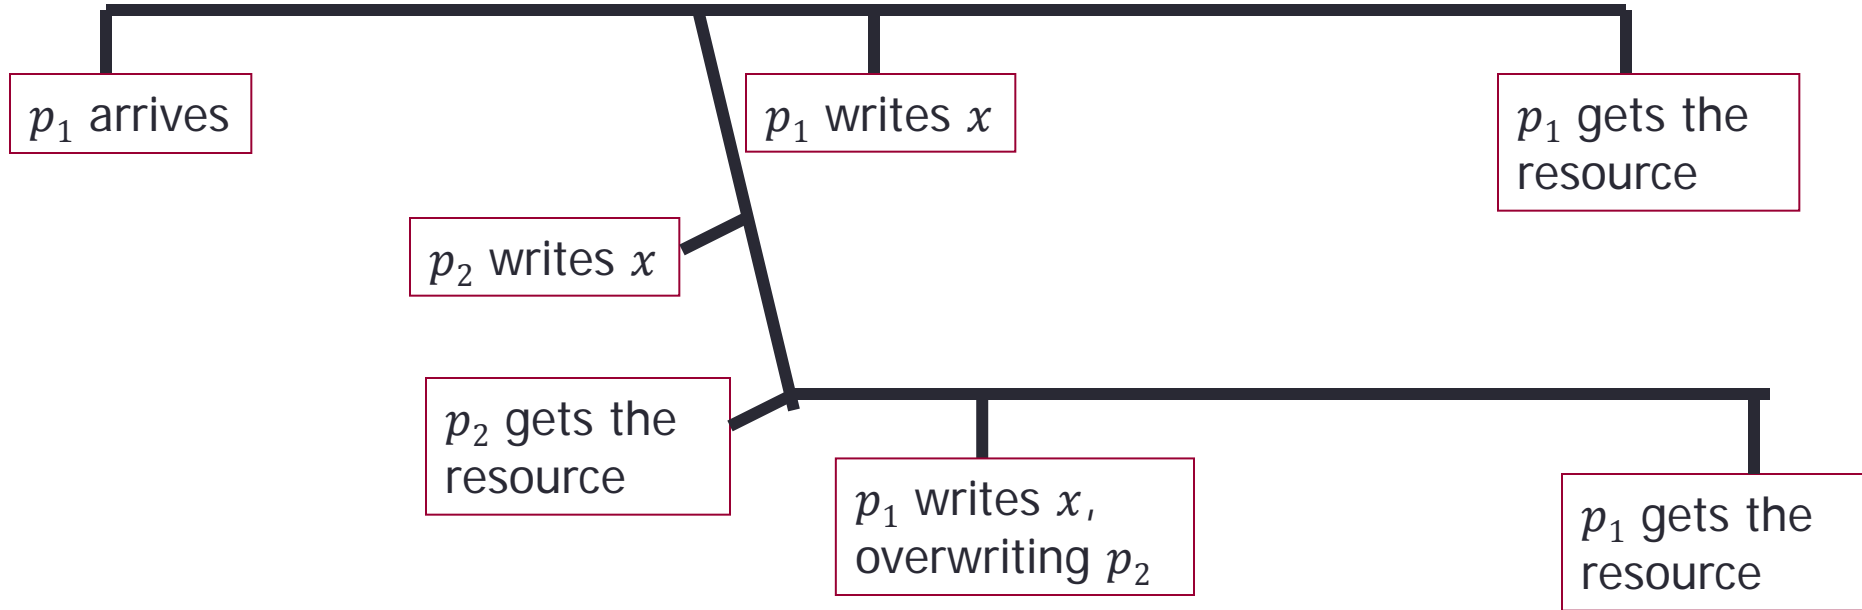 p₁ arrives
p₁ writes x
p₁ gets the
resource
p₂ writes x
p₂ gets the
resource
p₁ writes x,
overwriting p₂
p₁ gets the
resource